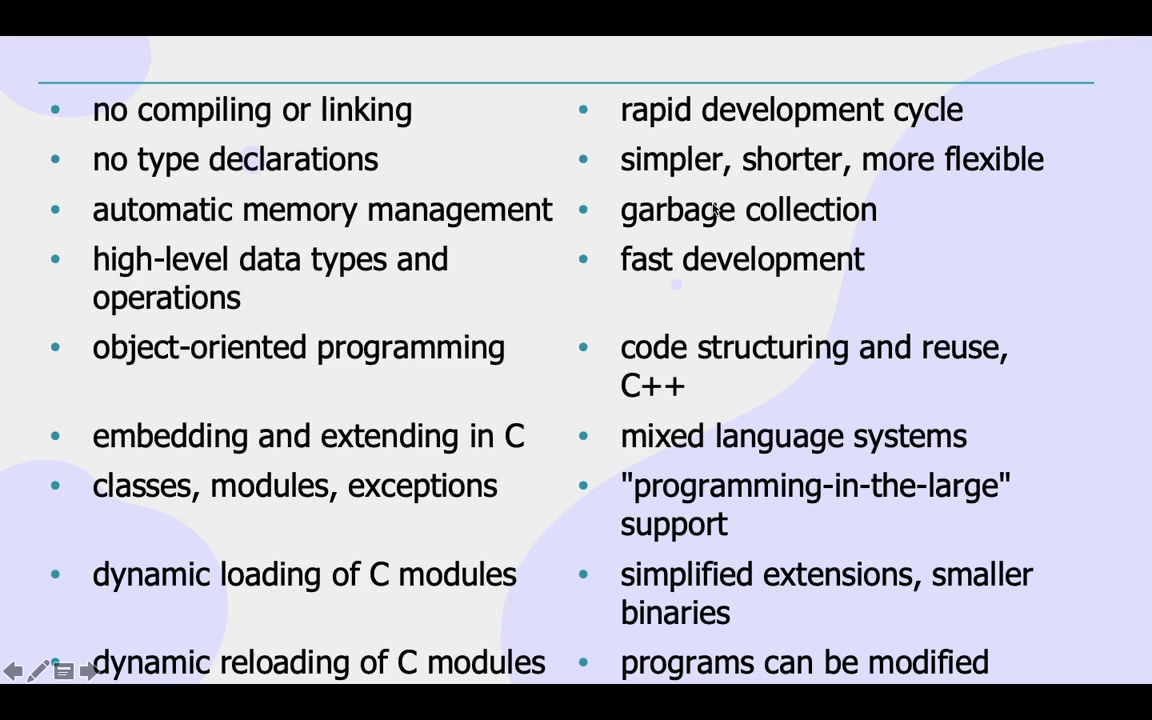 • no compiling or linking
• rapid development cycle
• no type declarations
• simpler, shorter, more flexible
• automatic memory management
• garbage collection
• high-level data types and
operations
• fast development
• object-oriented programming
• code structuring and reuse,
C++
• embedding and extending in C
• mixed language systems
• classes, modules, exceptions
• "programming-in-the-large"
support
• dynamic loading of C modules
• simplified extensions, smaller
binaries
• dynamic reloading of C modules
• programs can be modified